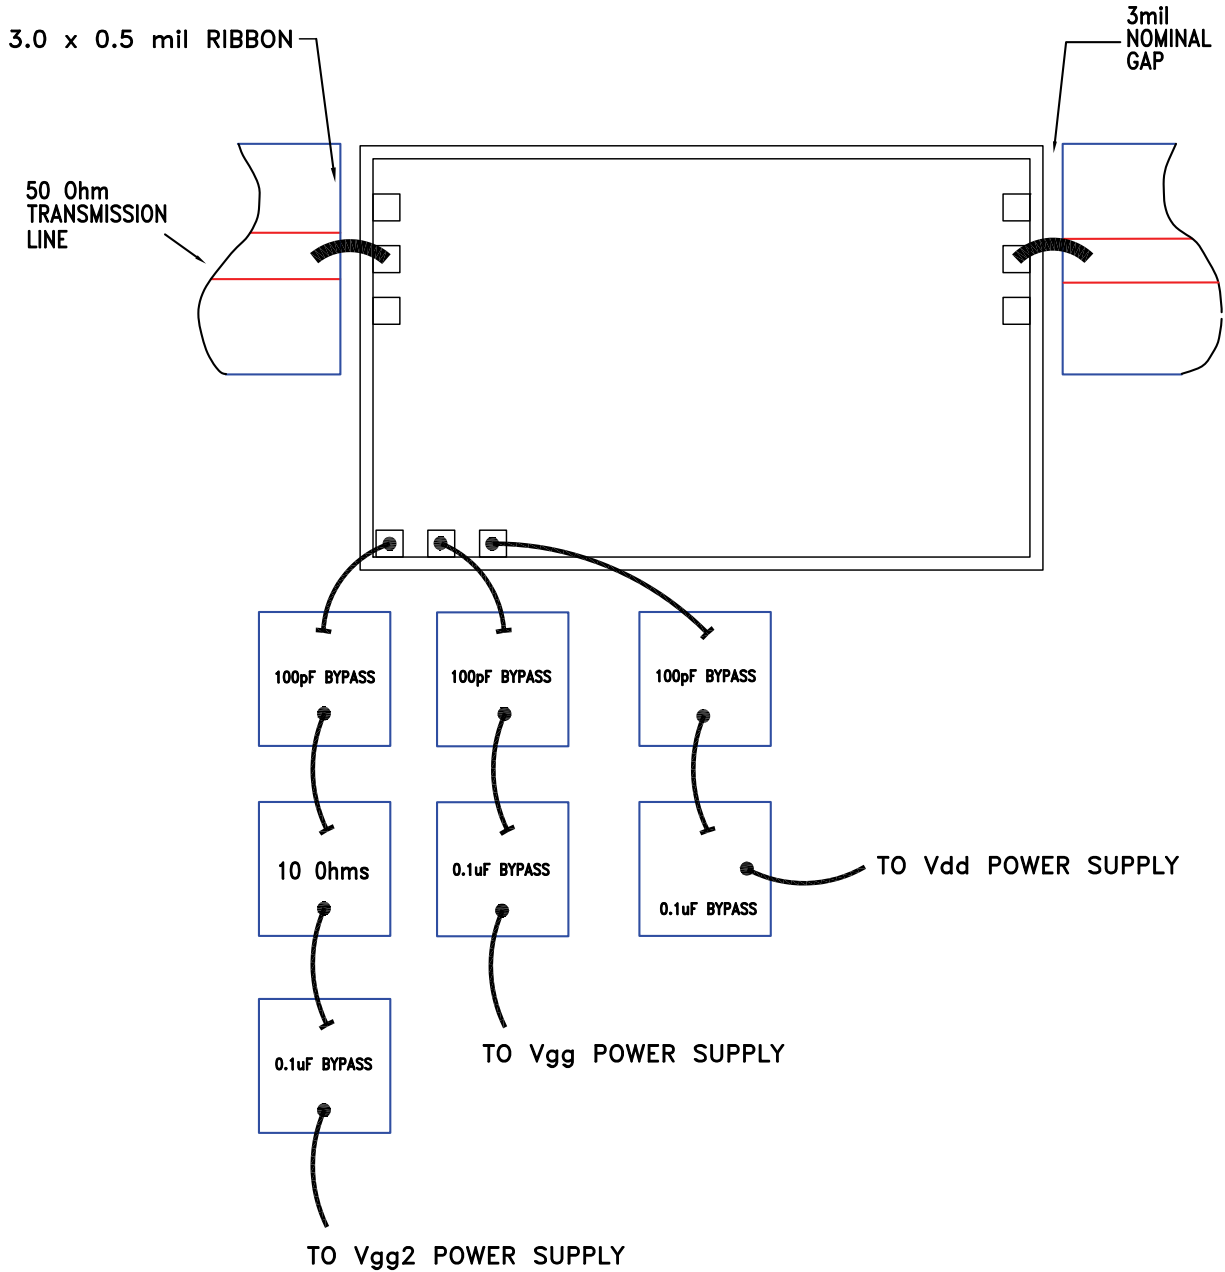 3.0 x 0.5 mil RIBBON
3mil
NOMINAL
GAP
50 Ohm
TRANSMISSION
LINE
100pF BYPASS
100pF BYPASS
100pF BYPASS
10 Ohms
0.1uF BYPASS
0.1uF BYPASS
TO Vdd POWER SUPPLY
0.1uF BYPASS
TO Vgg POWER SUPPLY
TO Vgg2 POWER SUPPLY